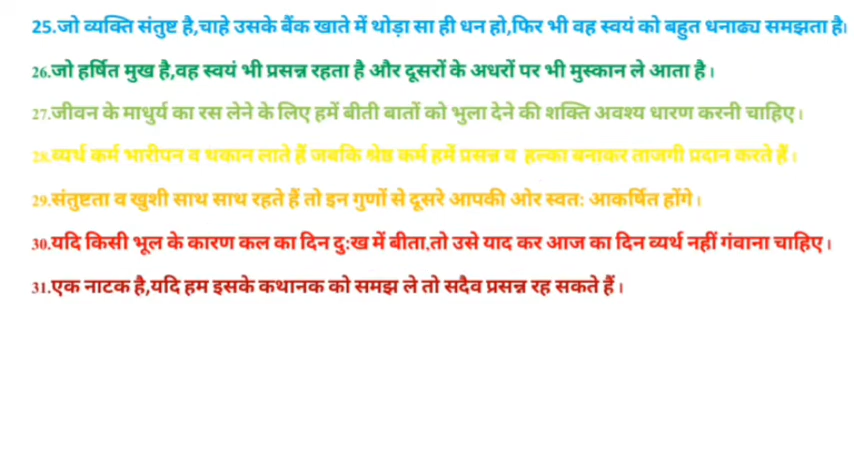 25.जो व्यक्ति संतुष्ट है,चाहे उसके बैंक खाते में थोड़ा सा ही धन हो,फिर भी वह स्वयं को बहुत धनाढ्य समझता है।
26.जो हर्षित मुख है,वह स्वयं भी प्रसन्न रहता है और दूसरों के अधरों पर भी मुस्कान ले आता है।
27.जीवन के माधुर्य का रस लेने के लिए हमें बीती बातों को भुला देने की शक्ति अवश्य धारण करनी चाहिए।
28.व्यर्थ कर्म भारीपन व थकान लाते हैं जबकि श्रेष्ठ कर्म हमें प्रसन्न व हल्का बनाकर ताजगी प्रदान करते हैं।
29.संतुष्टता व खुशी साथ साथ रहते हैं तो इन गुणों से दूसरे आपकी ओर स्वतः आकर्षित होंगे।
30.यदि किसी भूल के कारण कल का दिन दुःख में बीता,तो उसे याद कर आज का दिन व्यर्थ नहीं गंवाना चाहिए।
31.एक नाटक है,यदि हम इसके कथानक को समझ ले तो सदैव प्रसन्न रह सकते हैं।